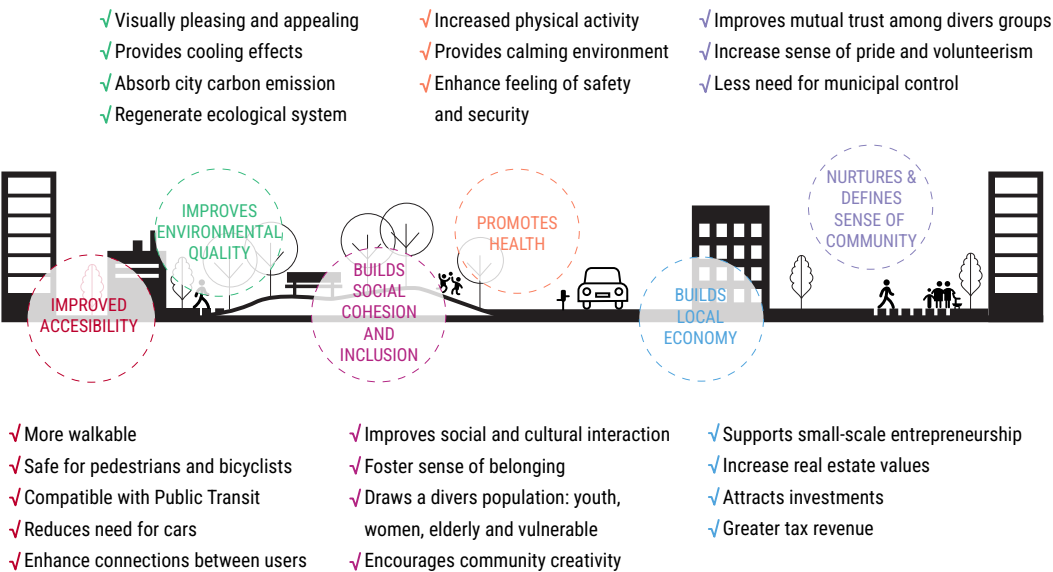 √ Visually pleasing and appealing
√ Provides cooling effects
√ Absorb city carbon emission
√ Regenerate ecological system
√ Increased physical activity
√ Provides calming environment
√ Enhance feeling of safety
and security
√ Improves mutual trust among divers groups
√ Increase sense of pride and volunteerism
√ Less need for municipal control
IMPROVED
ACCESIBILITY
IMPROVES
ENVIRONMENTAL
QUALITY
BUILDS
SOCIAL
COHESION
AND
INCLUSION
PROMOTES
HEALTH
BUILDS
LOCAL
ECONOMY
NURTURES &
DEFINES
SENSE OF
COMMUNITY
√ More walkable
√ Safe for pedestrians and bicyclists
√ Compatible with Public Transit
√ Reduces need for cars
√ Enhance connections between users
√ Improves social and cultural interaction
√ Foster sense of belonging
√ Draws a divers population: youth,
women, elderly and vulnerable
√ Encourages community creativity
√ Supports small-scale entrepreneurship
√ Increase real estate values
√ Attracts investments
√ Greater tax revenue